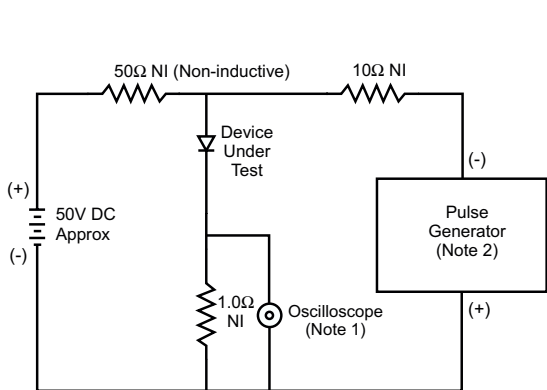 50Ω NI (Non-inductive)
10Ω NI
Device
Under
Test
(-)
(+)
50V DC
Approx
(-)
Pulse
Generator
(Note 2)
1.0Ω
NI
Oscilloscope
(Note 1)
(+)